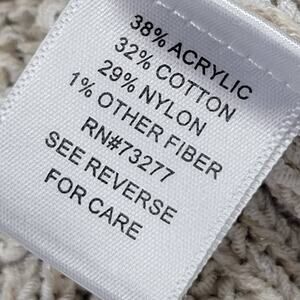 38% ACRYLIC
32% COTTON
29% NYLON
1% OTHER FIBER
RN#73277
SEE REVERSE
FOR CARE